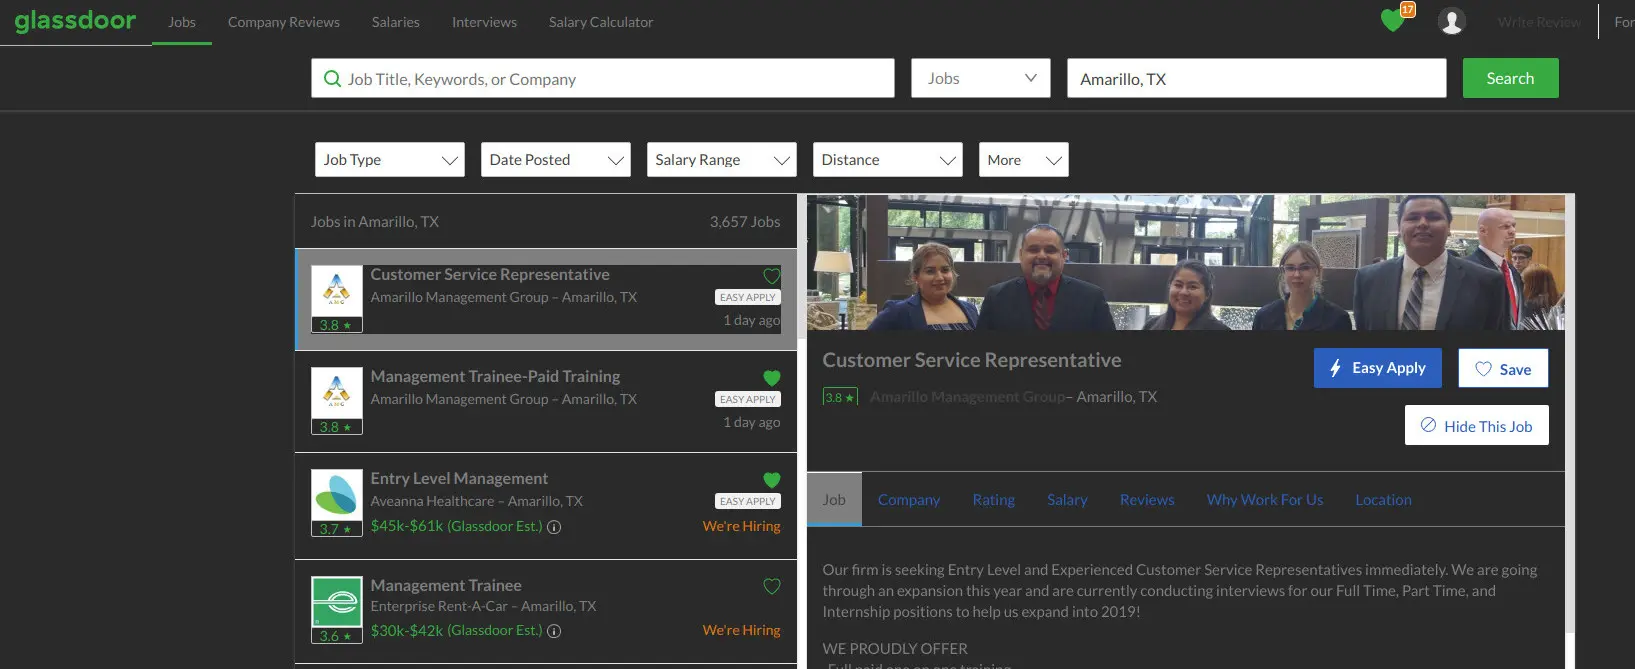 glassdoor Jobs Company Reviews Salaries Interviews Salary Calculator 17 Write Review For
Job Title, Keywords, or Company Jobs Amarillo, TX Search
Job Type Date Posted Salary Range Distance More
Jobs in Amarillo, TX 3,657 Jobs
Customer Service Representative
Amarillo Management Group – Amarillo, TX EASY APPLY
AMG
3.8 ★ 1 day ago
Management Trainee-Paid Training
Amarillo Management Group – Amarillo, TX EASY APPLY
AMG
3.8 ★ 1 day ago
Entry Level Management
Aveanna Healthcare – Amarillo, TX EASY APPLY
3.7 ★ $45k-$61k (Glassdoor Est.) We're Hiring
Management Trainee
Enterprise Rent-A-Car – Amarillo, TX
3.6 ★ $30k-$42k (Glassdoor Est.) We're Hiring
Customer Service Representative Easy Apply Save
3.8 ★ Amarillo Management Group– Amarillo, TX
Hide This Job
Job Company Rating Salary Reviews Why Work For Us Location
Our firm is seeking Entry Level and Experienced Customer Service Representatives immediately. We are going
through an expansion this year and are currently conducting interviews for our Full Time, Part Time, and
Internship positions to help us expand into 2019!
WE PROUDLY OFFER
-Full paid one on one training